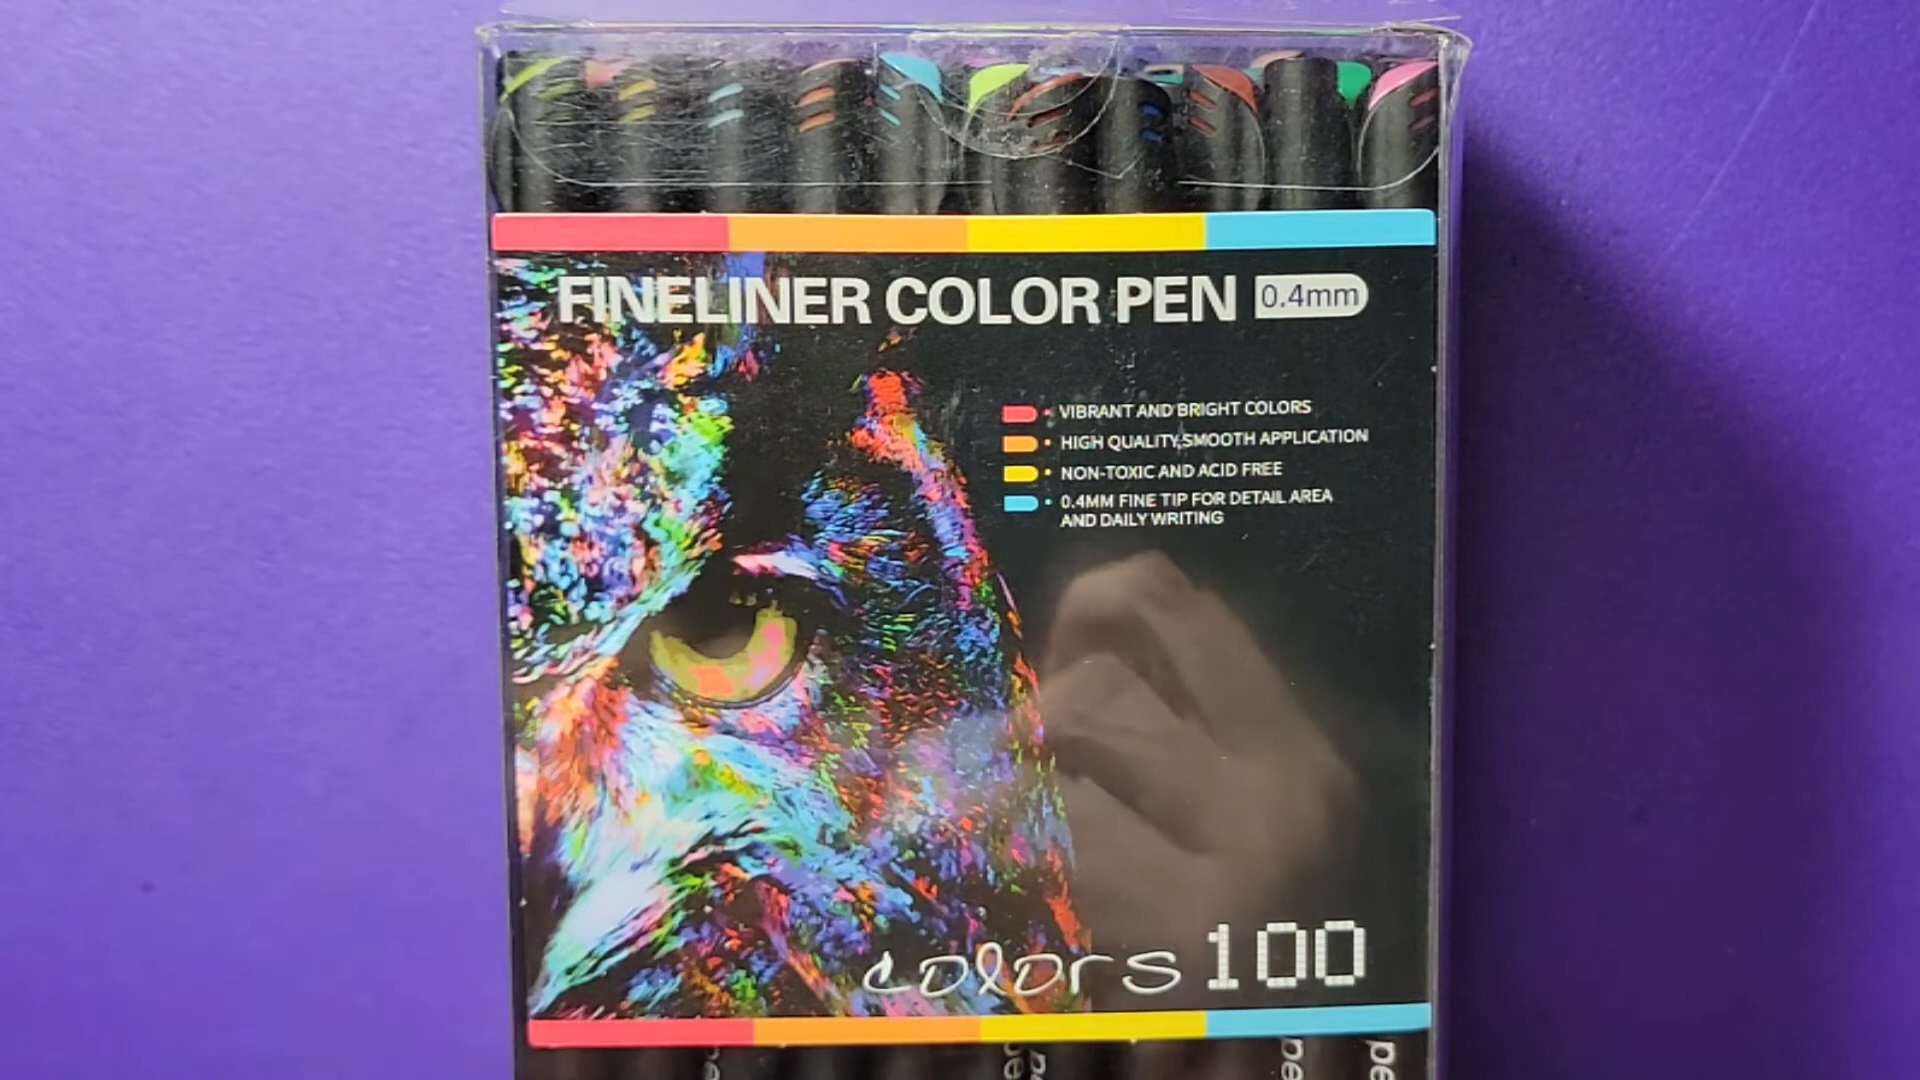 FINELINER COLOR PEN 0.4mm
VIBRANT AND BRIGHT COLORS
HIGH QUALITY,SMOOTH APPLICATION
NON-TOXIC AND ACID FREE
0.4MM FINE TIP FOR DETAIL AREA
AND DAILY WRITING
colors 100